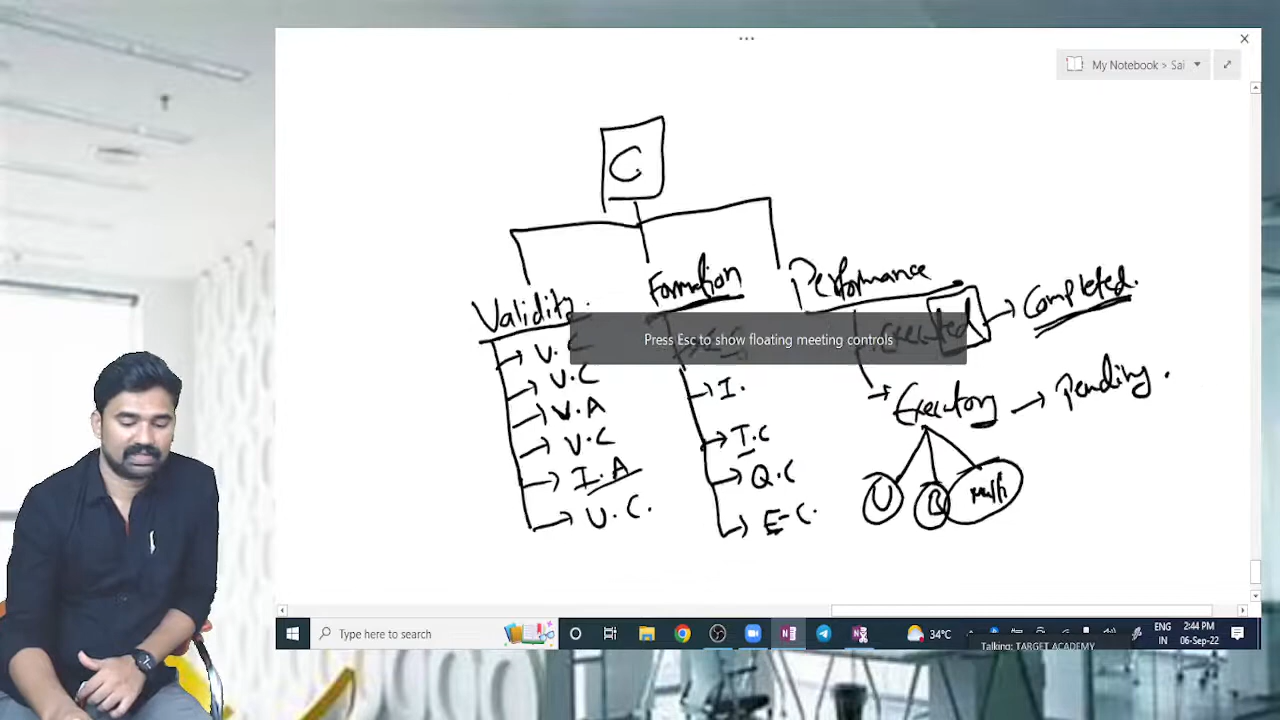 My Notebook > Sai
C
Validity.
Formation
Performance
Completed.
Press Esc to show floating meeting controls
V.C
V.C
V.A
V.C
I.A
U.C.
I.
T.C
Q.C
E-C.
Executory
Pending.
U
B
Type here to search
34°C
ENG
IN
2:44 PM
06-Sep-22
Talking: TARGET ACADEMY